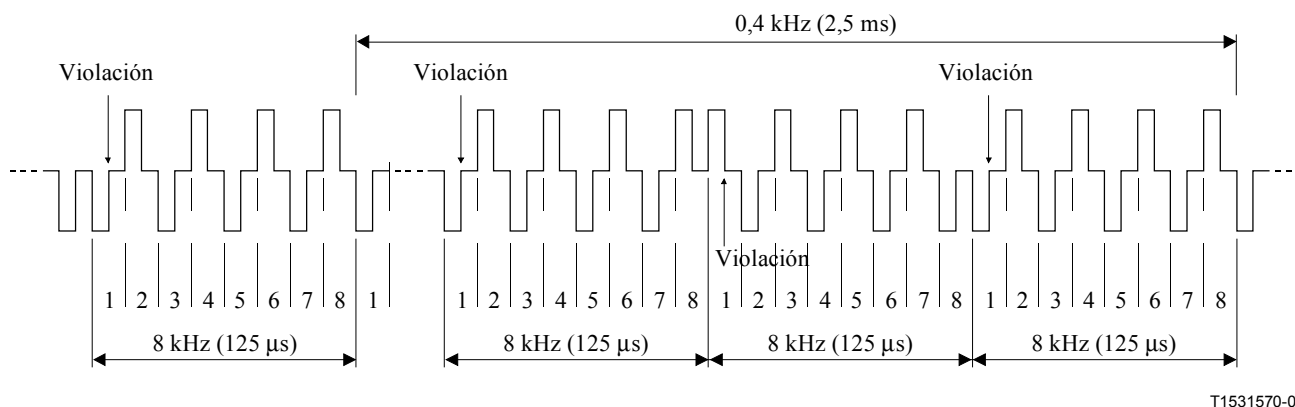 0,4 kHz (2,5 ms)
Violación Violación Violación
Violación
1 2 3 4 5 6 7 8 1 1 2 3 4 5 6 7 8 1 2 3 4 5 6 7 8 1 2 3 4 5 6 7 8
8 kHz (125 µs) 8 kHz (125 µs) 8 kHz (125 µs) 8 kHz (125 µs)
T1531570-0